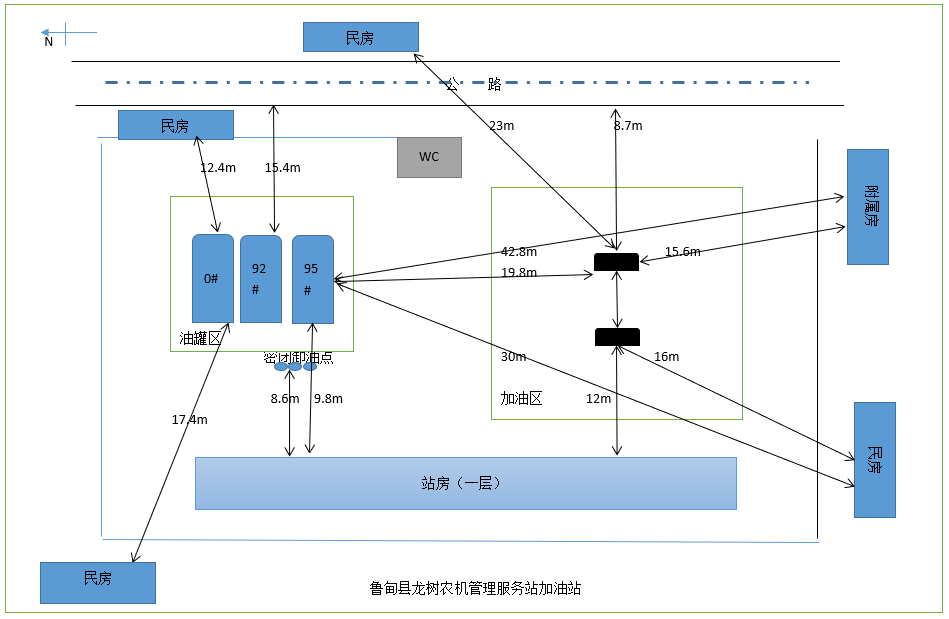 民房
N
公 路
民房
23m
8.7m
WC
12.4m
15.4m
附属房
42.8m
15.6m
19.8m
0#
92
#
95
#
油罐区
密闭卸油点
30m
16m
8.6m
9.8m
加油区
12m
17.4m
民房
站房（一层）
民房
鲁甸县龙树农机管理服务站加油站